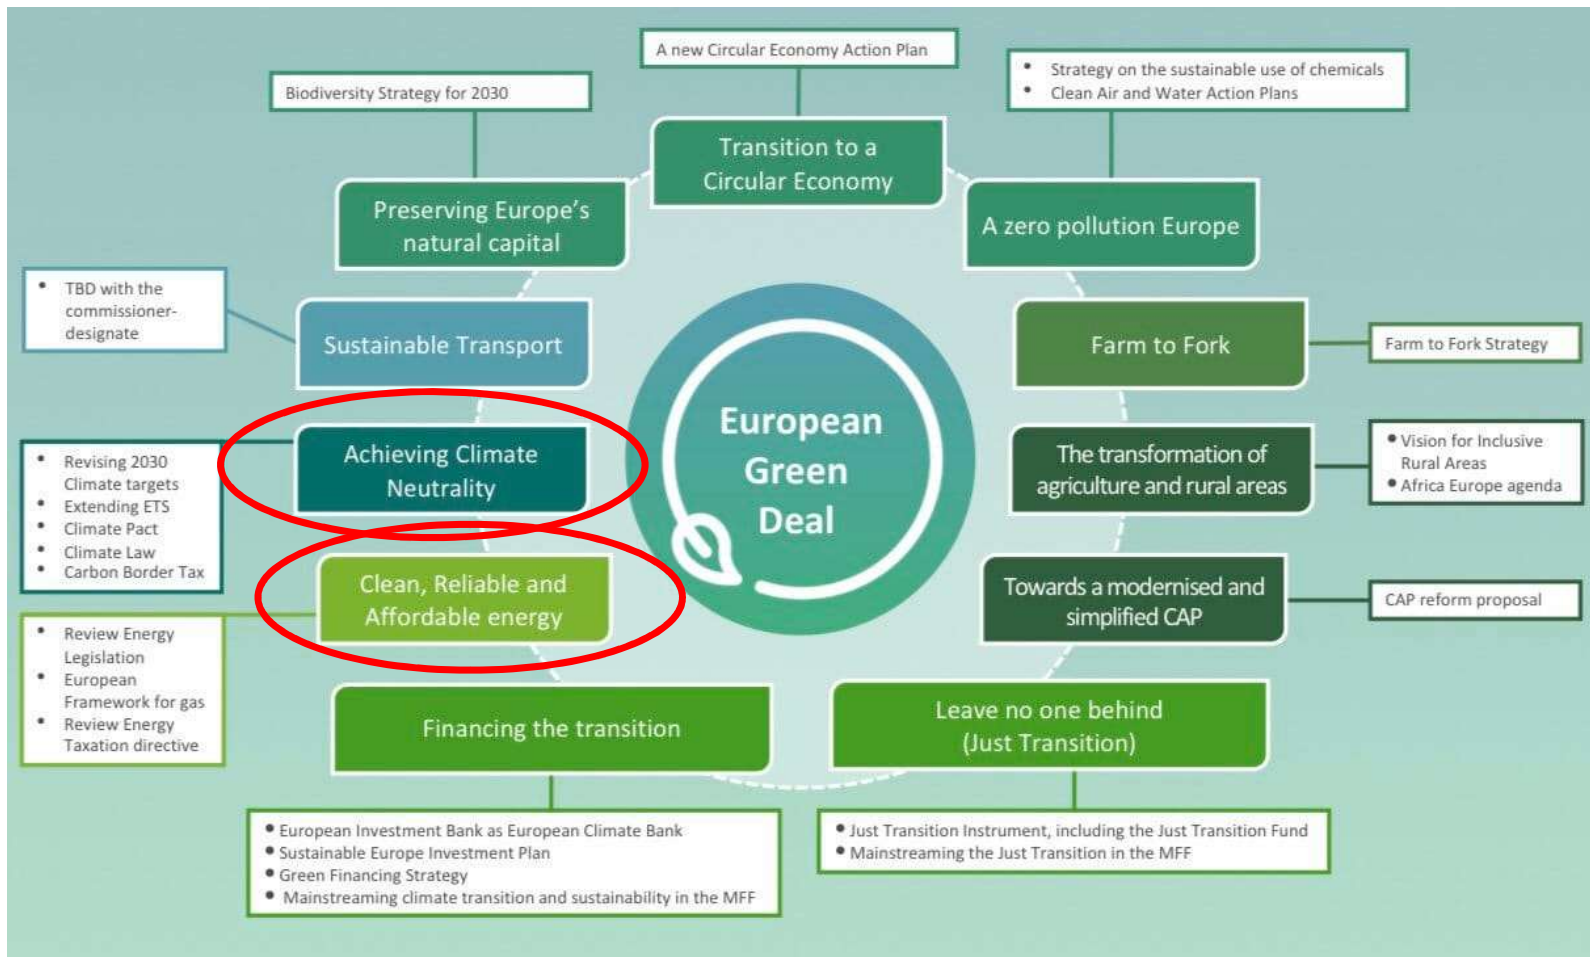 A new Circular Economy Action Plan
• Strategy on the sustainable use of chemicals
• Clean Air and Water Action Plans
Biodiversity Strategy for 2030
Transition to a
Circular Economy
Preserving Europe's
natural capital
A zero pollution Europe
• TBD with the
commissioner-
designate
Sustainable Transport
Farm to Fork
Farm to Fork Strategy
European
Green
Deal
Achieving Climate
Neutrality
• Revising 2030
Climate targets
• Extending ETS
• Climate Pact
• Climate Law
• Carbon Border Tax
The transformation of
agriculture and rural areas
• Vision for Inclusive
Rural Areas
• Africa Europe agenda
Clean, Reliable and
Affordable energy
• Review Energy
Legislation
• European
Framework for gas
• Review Energy
Taxation directive
Towards a modernised and
simplified CAP
CAP reform proposal
Financing the transition
Leave no one behind
(Just Transition)
• European Investment Bank as European Climate Bank
• Sustainable Europe Investment Plan
• Green Financing Strategy
• Mainstreaming climate transition and sustainability in the MFF
• Just Transition Instrument, including the Just Transition Fund
• Mainstreaming the Just Transition in the MFF